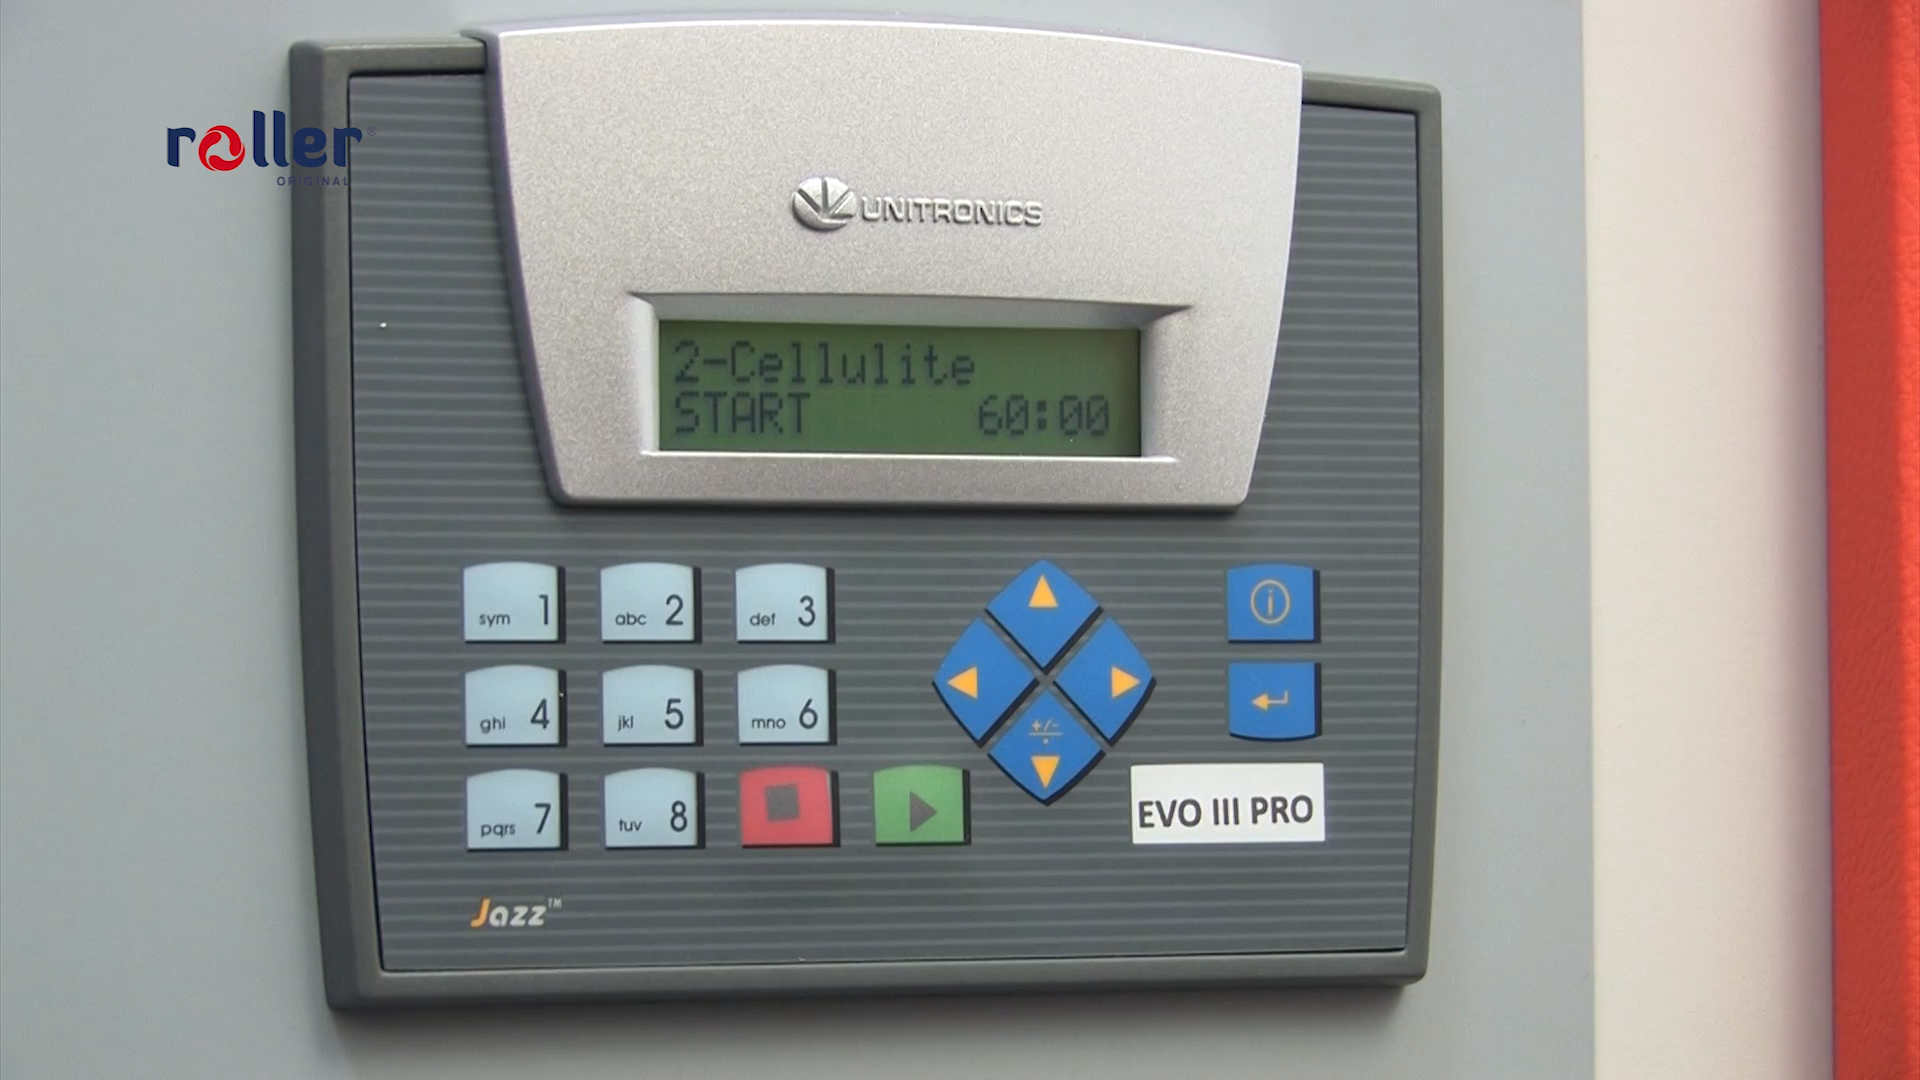 roller®
ORIGINAL
UNITRONICS
2-Cellulite
START 60:00
sym 1 abc 2 def 3
ghi 4 jkl 5 mno 6
+/-
pqrs 7 tuv 8
EVO III PRO
Jazz™